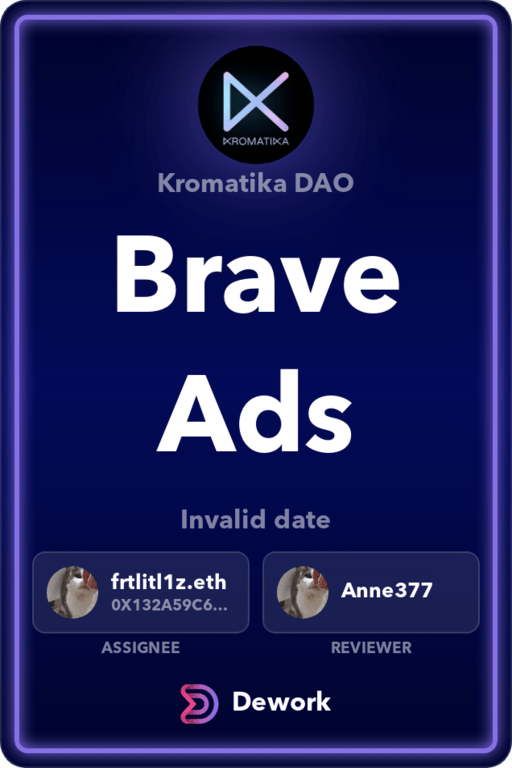 KROMATIKA
Kromatika DAO
Brave
Ads
Invalid date
frtlitl1z.eth
0X132A59C6...
ASSIGNEE
Anne377
REVIEWER
Dework